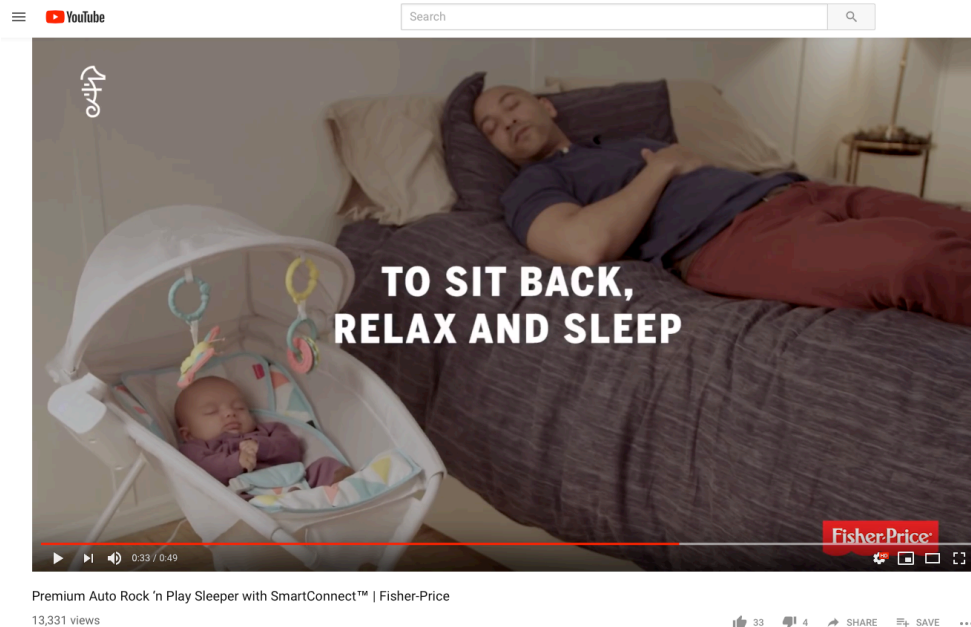 YouTube
Search
TO SIT BACK,
RELAX AND SLEEP
Fisher-Price
0:33 / 0:49
HD
Premium Auto Rock 'n Play Sleeper with SmartConnect™ | Fisher-Price
13,331 views
33
4
SHARE
SAVE